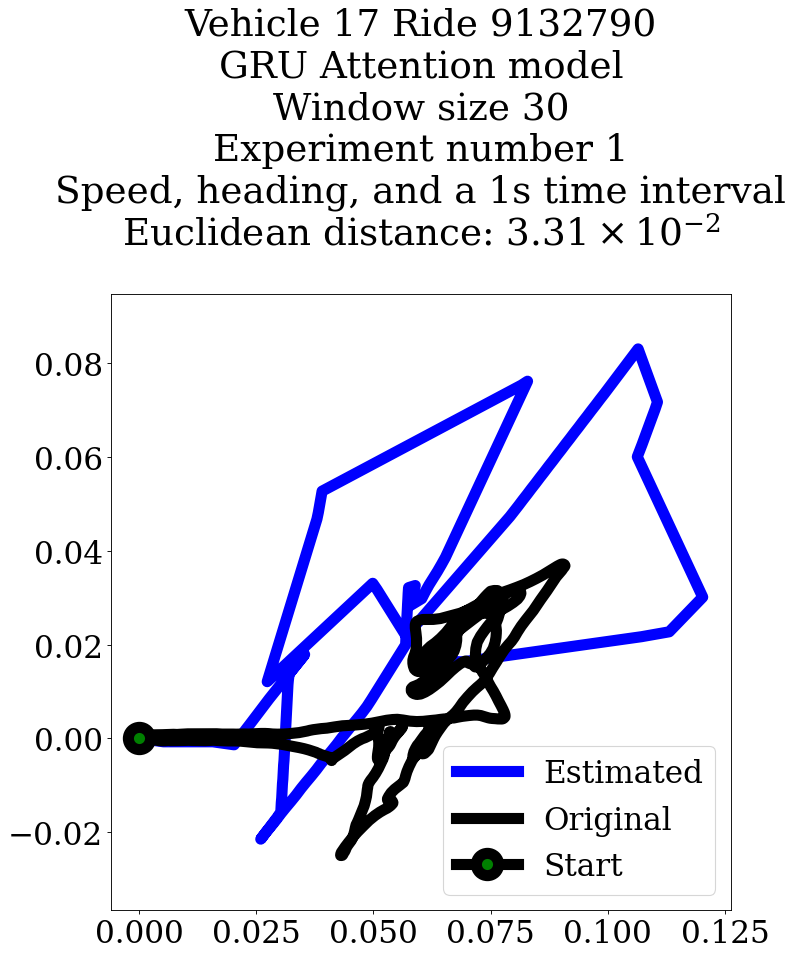 Vehicle 17 Ride 9132790
GRU Attention model
Window size 30
Experiment number 1
Speed, heading, and a 1s time interval
Euclidean distance: 3.31 × 10⁻²
0.08
0.06
0.04
0.02
0.00
−0.02
Estimated
Original
Start
0.000 0.025 0.050 0.075 0.100 0.125